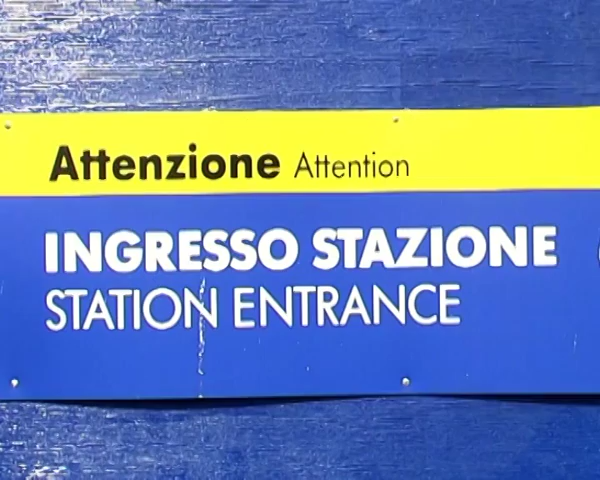 Attenzione Attention
INGRESSO STAZIONE
STATION ENTRANCE